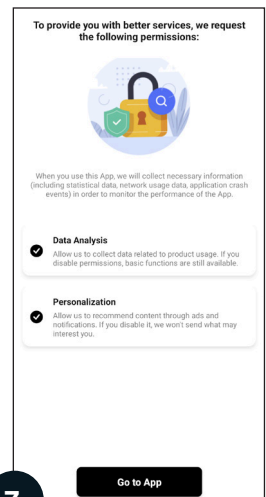 To provide you with better services, we request
the following permissions:
When you use this App, we will collect necessary information
(including statistical data, network usage data, application crash
events) in order to monitor the performance of the App.
Data Analysis
Allow us to collect data related to product usage. If you
disable permissions, basic functions are still available.
Personalization
Allow us to recommend content through ads and
notifications. If you disable it, we won't send what may
interest you.
Go to App